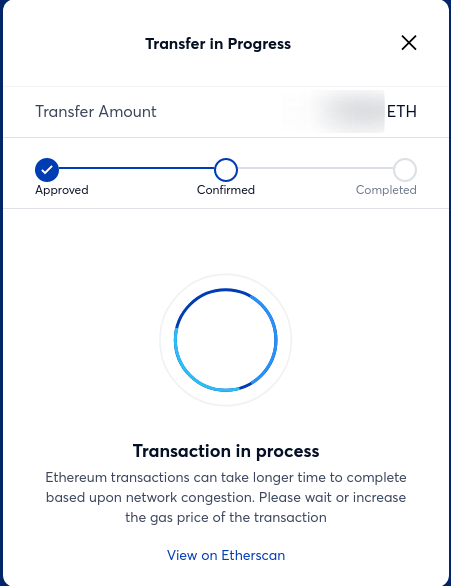 Transfer in Progress
Transfer Amount ETH
Approved Confirmed Completed
Transaction in process
Ethereum transactions can take longer time to complete
based upon network congestion. Please wait or increase
the gas price of the transaction
View on Etherscan